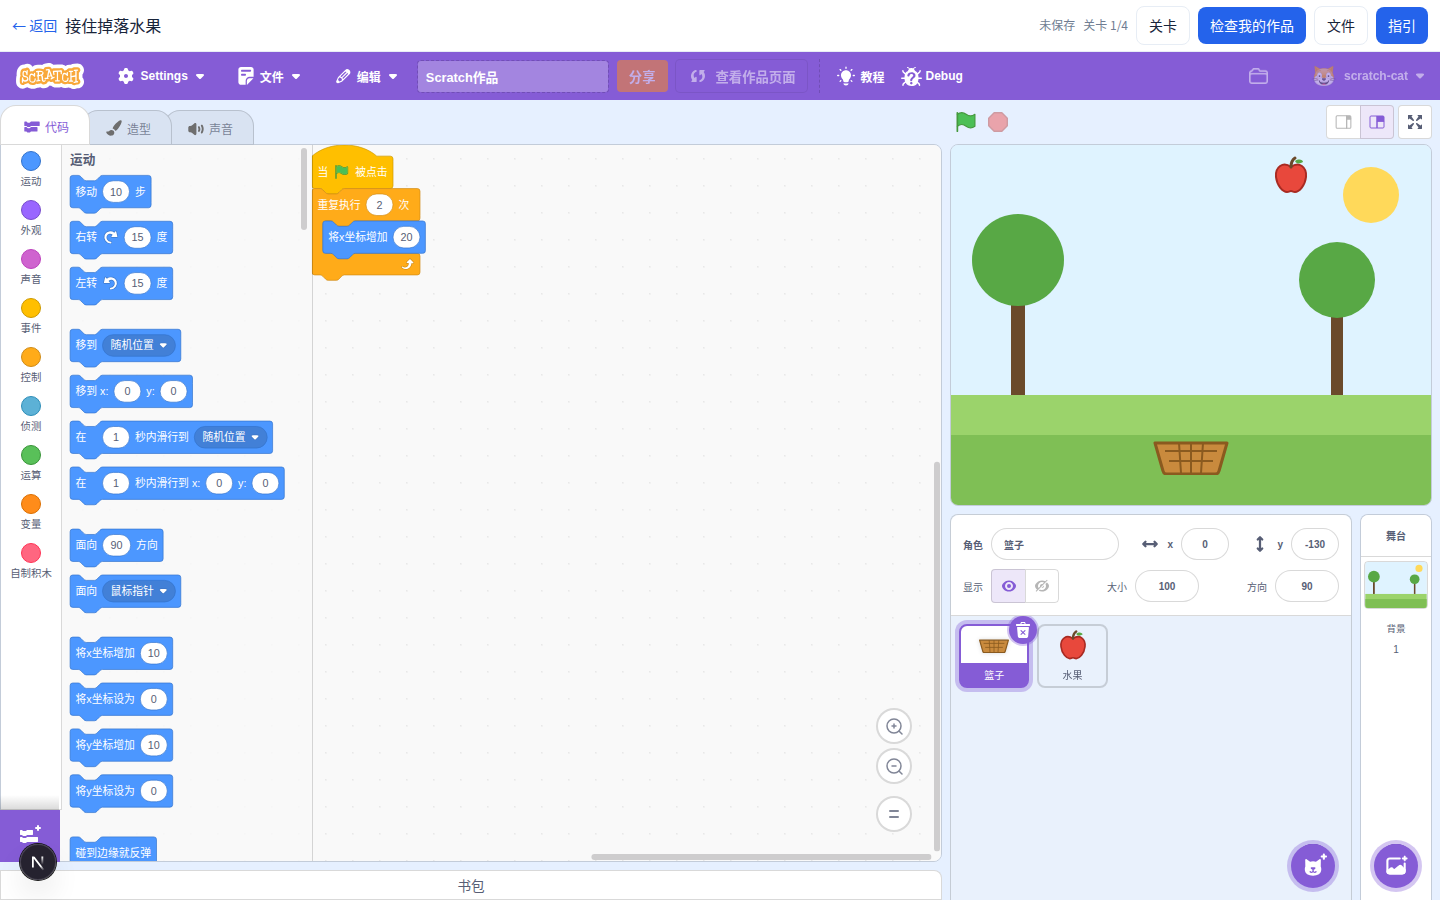 ← 返回 接住掉落水果 未保存 关卡 1/4 关卡 检查我的作品 文件 指引
SCRATCH Settings 文件 编辑 Scratch作品 分享 查看作品页面 教程 Debug scratch-cat
代码 造型 声音
运动
外观
声音
事件
控制
侦测
运算
变量
自制积木
运动
移动 10 步
右转 15 度
左转 15 度
移到 随机位置
移到 x: 0 y: 0
在 1 秒内滑行到 随机位置
在 1 秒内滑行到 x: 0 y: 0
面向 90 方向
面向 鼠标指针
将x坐标增加 10
将x坐标设为 0
将y坐标增加 10
将y坐标设为 0
碰到边缘就反弹
当 被点击
重复执行 2 次
将x坐标增加 20
书包
N
角色 篮子 x 0 y -130
显示 大小 100 方向 90
篮子 水果
舞台
背景
1